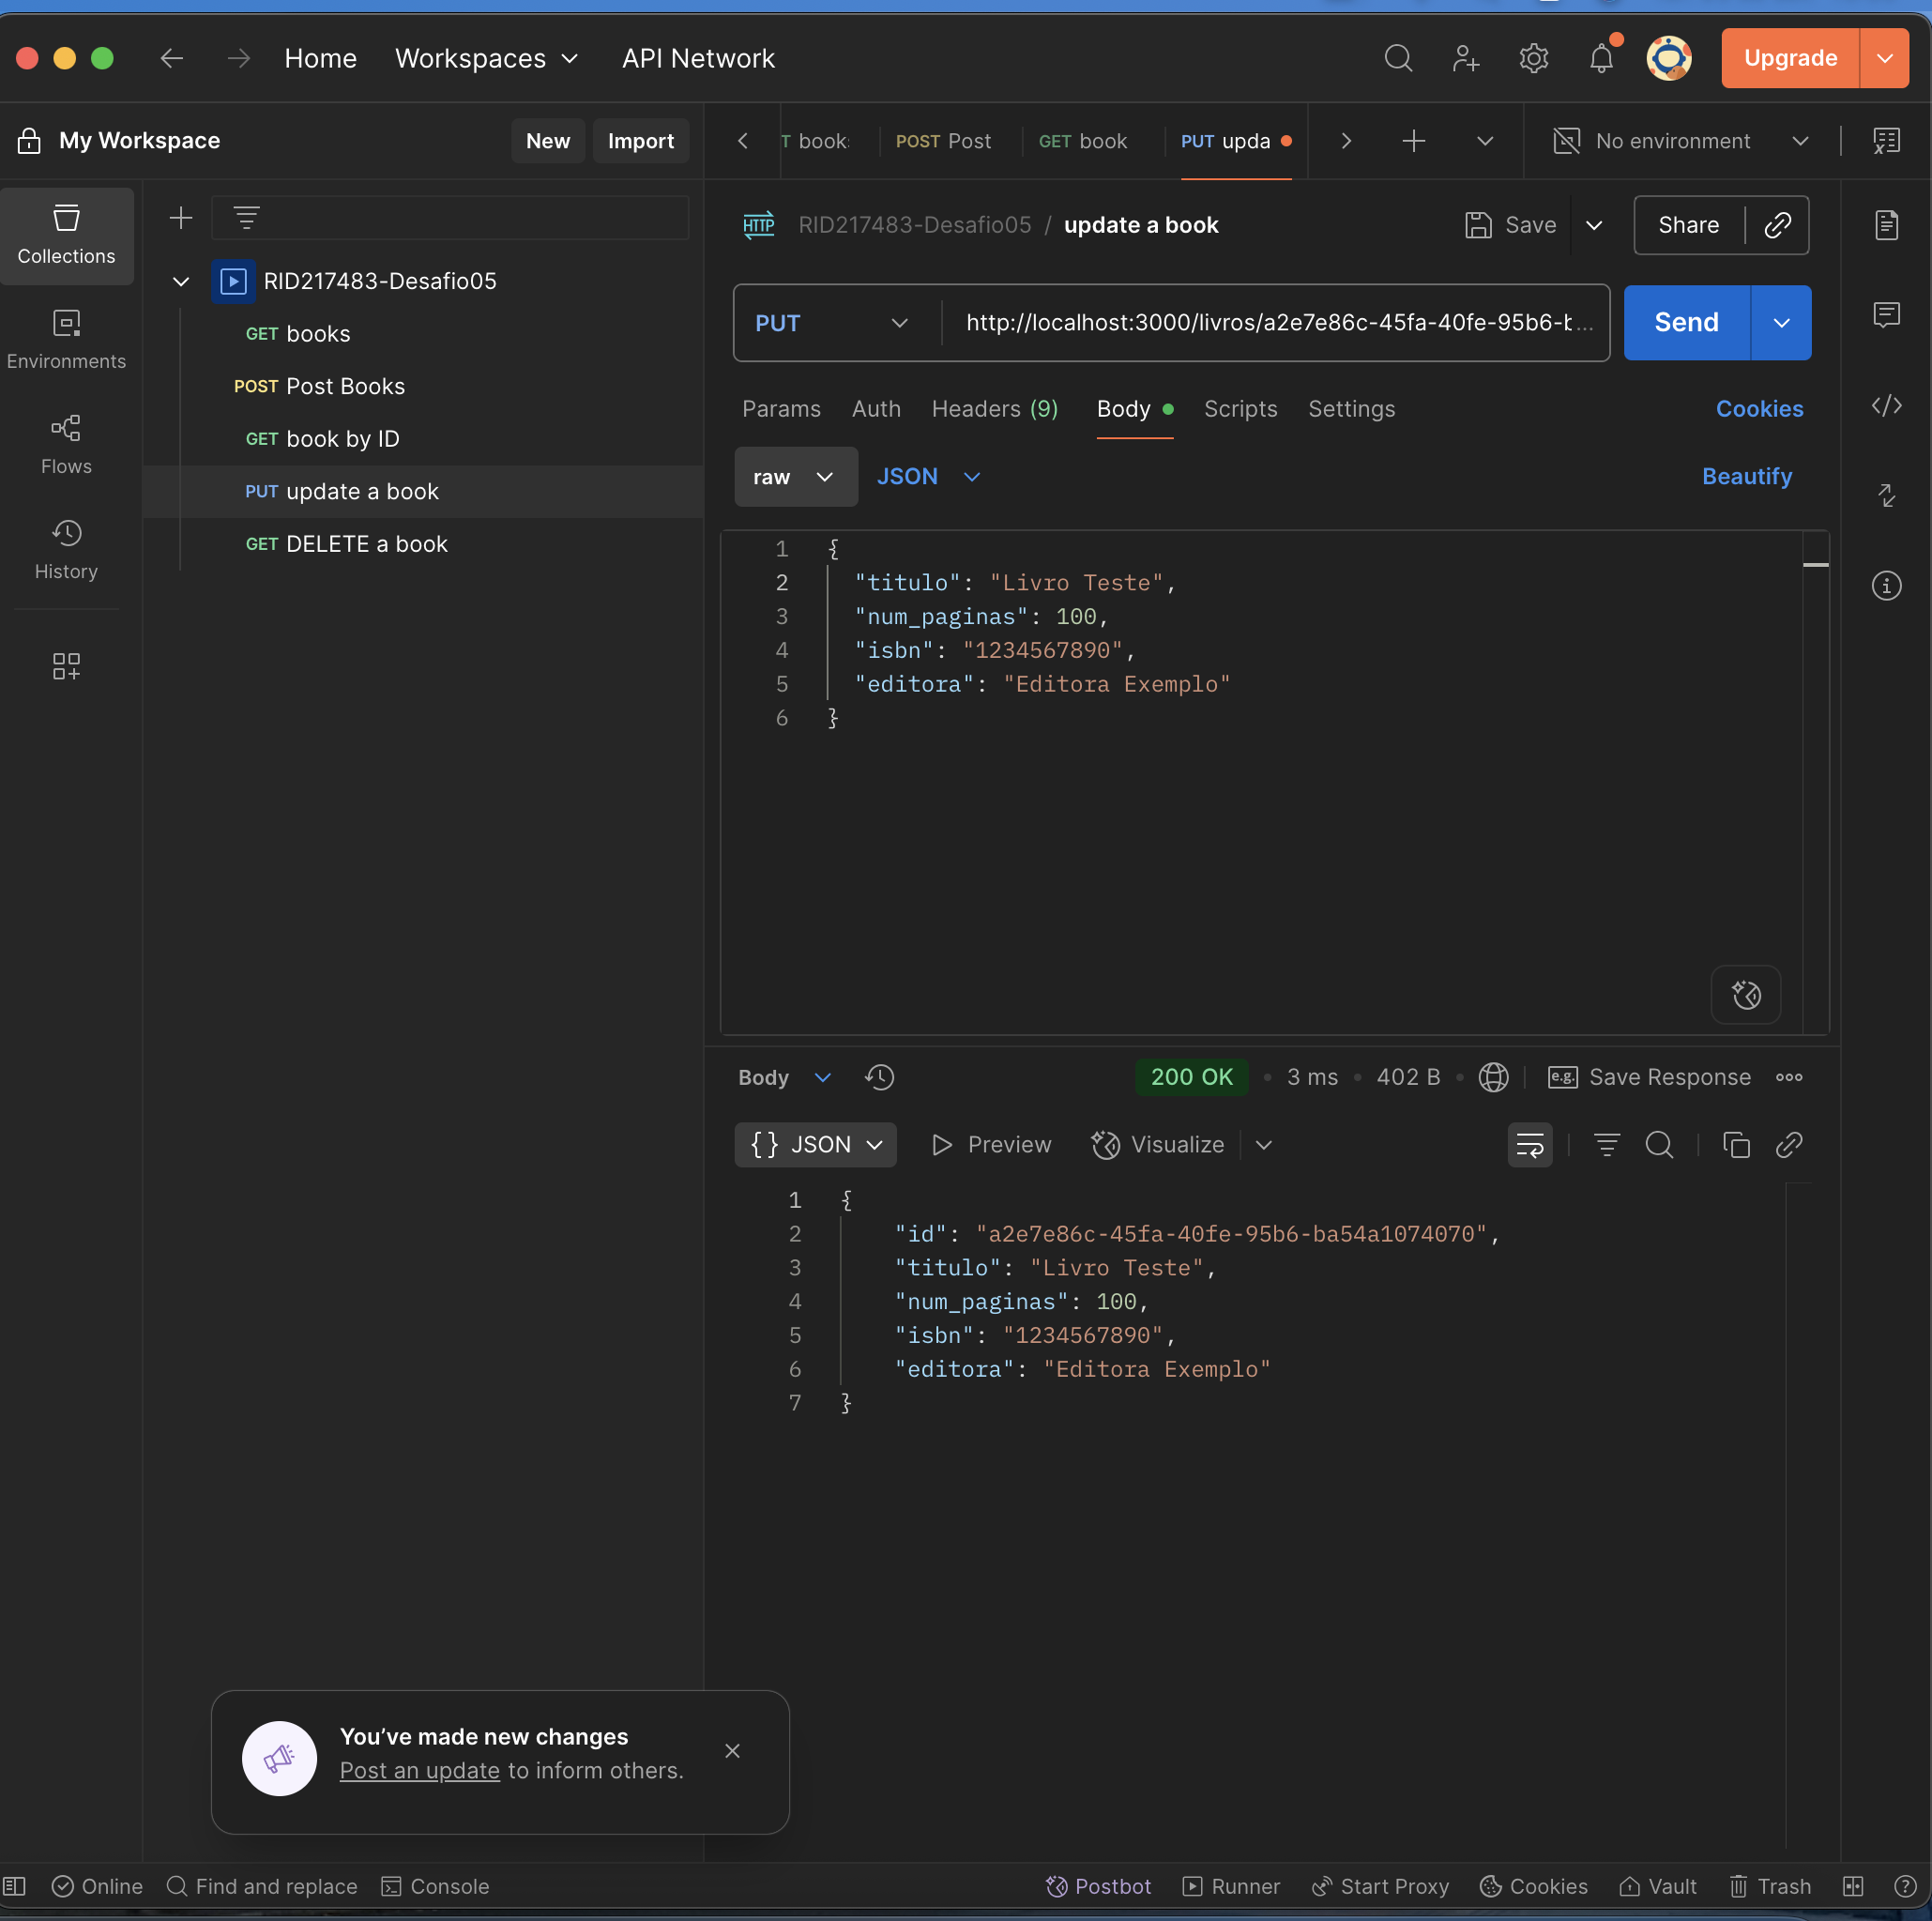 Home Workspaces API Network Upgrade
My Workspace New Import
T book POST Post GET book PUT upda No environment
Collections
Environments
Flows
History
RID217483-Desafio05
GET books
POST Post Books
GET book by ID
PUT update a book
GET DELETE a book
HTTP RID217483-Desafio05 / update a book Save Share
PUT http://localhost:3000/livros/a2e7e86c-45fa-40fe-95b6-b... Send
Params Auth Headers (9) Body Scripts Settings Cookies
raw JSON Beautify
1 {
2 "titulo": "Livro Teste",
3 "num_paginas": 100,
4 "isbn": "1234567890",
5 "editora": "Editora Exemplo"
6 }
Body 200 OK • 3 ms • 402 B • e.g. Save Response
{} JSON Preview Visualize
1 {
2 "id": "a2e7e86c-45fa-40fe-95b6-ba54a1074070",
3 "titulo": "Livro Teste",
4 "num_paginas": 100,
5 "isbn": "1234567890",
6 "editora": "Editora Exemplo"
7 }
You’ve made new changes
Post an update to inform others.
Online Find and replace Console Postbot Runner Start Proxy Cookies Vault Trash